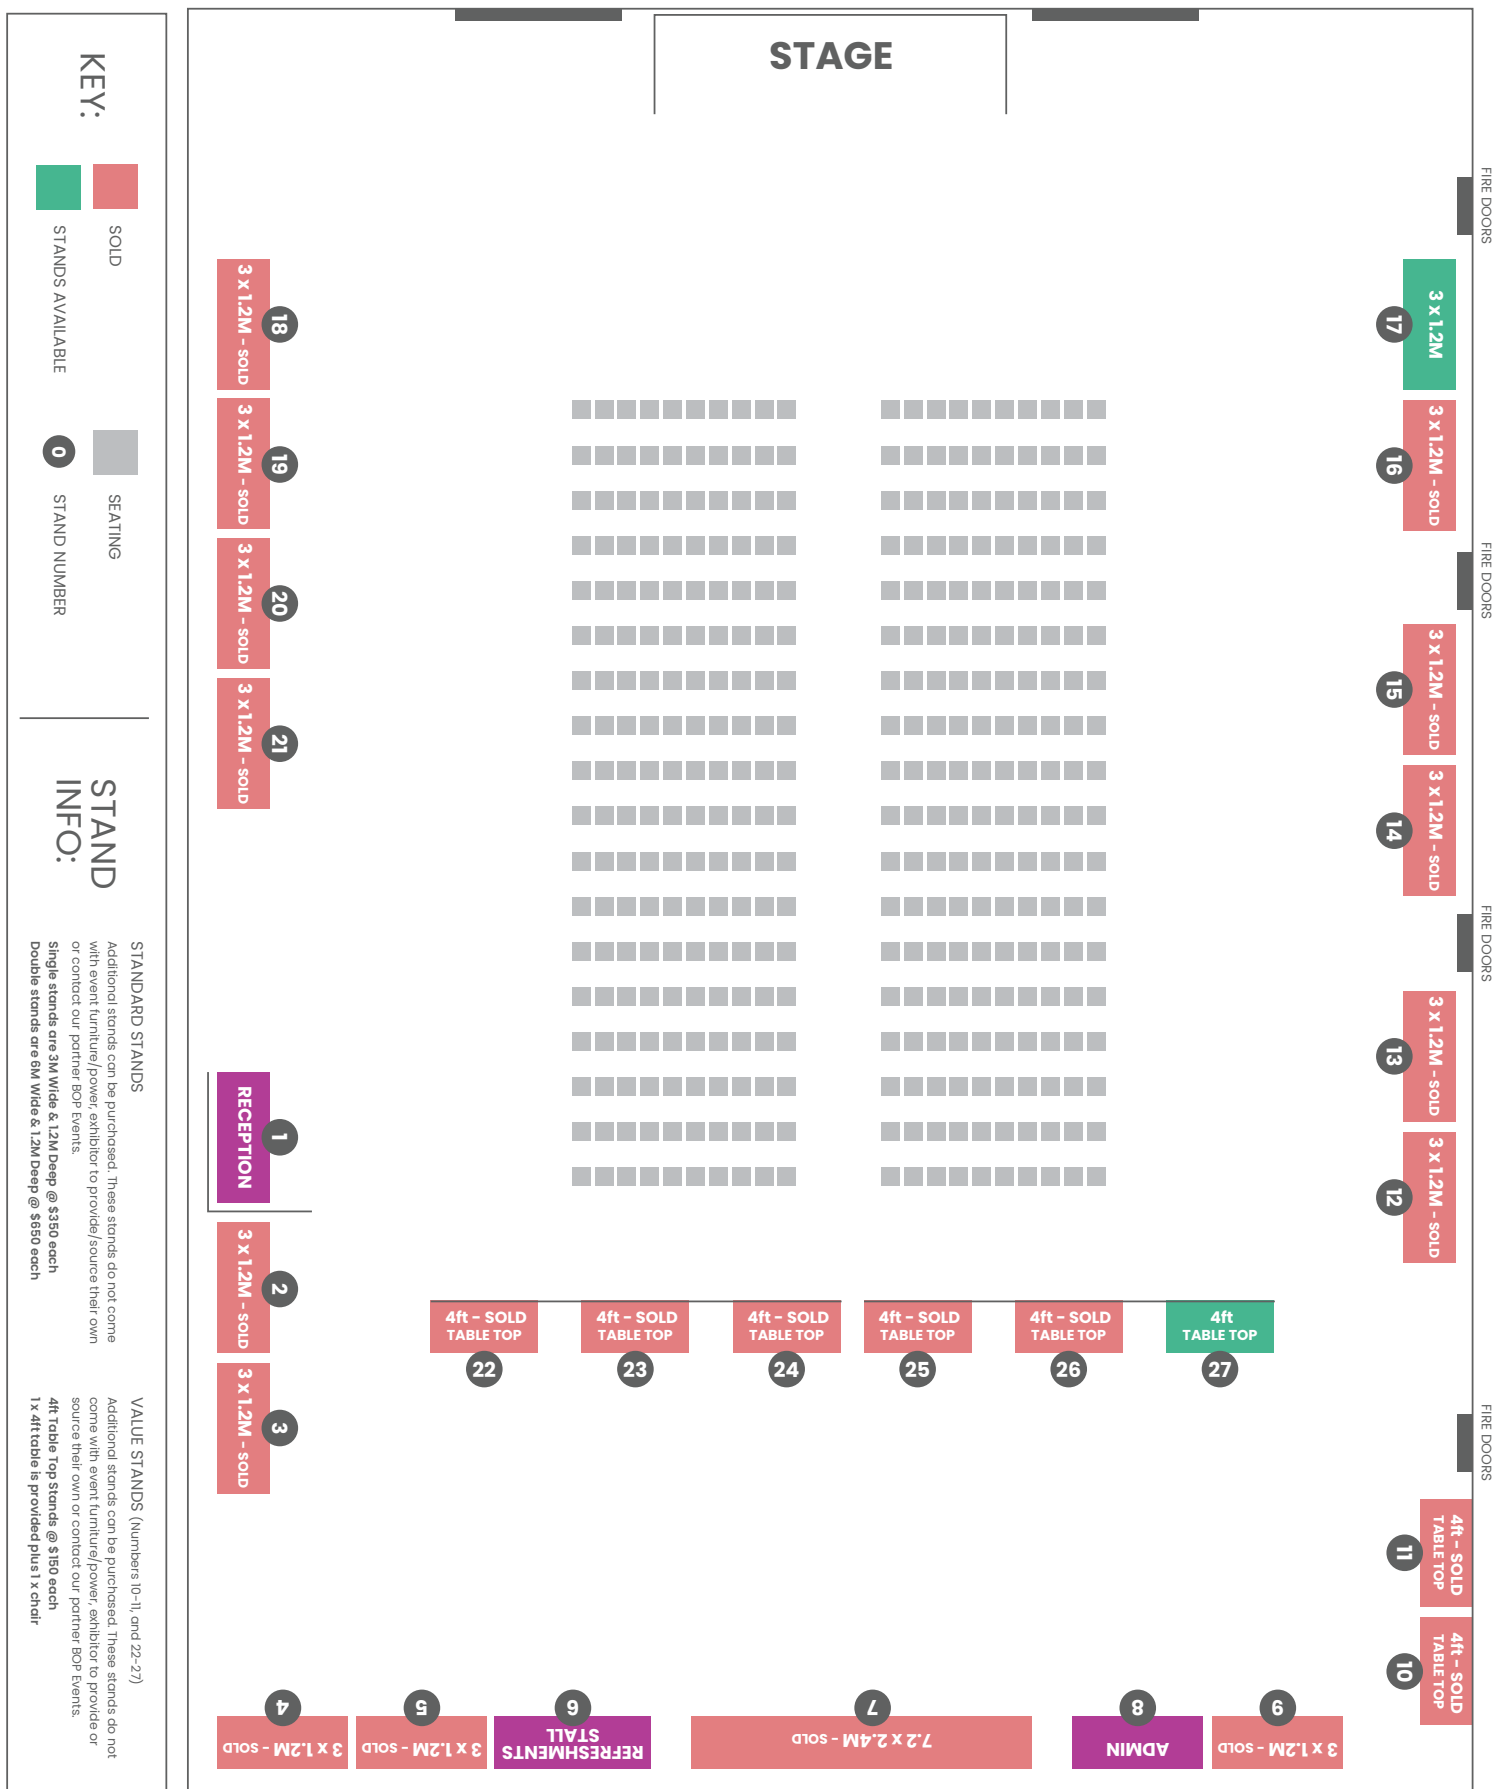 KEY:
SOLD
STANDS AVAILABLE
SEATING
0
STAND NUMBER
STAND
INFO:
STANDARD STANDS
Additional stands can be purchased. These stands do not come
with event furniture/power, exhibitor to provide/source their own
or contact our partner BOP Events.
Single stands are 3M Wide & 1.2M Deep @ $350 each
Double stands are 6M Wide & 1.2M Deep @ $650 each
VALUE STANDS (Numbers 10-11, and 22-27)
Additional stands can be purchased. These stands do not
come with event furniture/power, exhibitor to provide or
source their own or contact our partner BOP Events.
4ft Table Top Stands @ $150 each
1 x 4ft table is provided plus 1 x chair
STAGE
FIRE DOORS
FIRE DOORS
FIRE DOORS
FIRE DOORS
3 x 1.2M - SOLD
18
3 x 1.2M - SOLD
19
3 x 1.2M - SOLD
20
3 x 1.2M - SOLD
21
RECEPTION
1
3 x 1.2M - SOLD
2
3 x 1.2M - SOLD
3
3 x 1.2M
17
3 x 1.2M - SOLD
16
3 x 1.2M - SOLD
15
3 x 1.2M - SOLD
14
3 x 1.2M - SOLD
13
3 x 1.2M - SOLD
12
4ft - SOLD
TABLE TOP
22
4ft - SOLD
TABLE TOP
23
4ft - SOLD
TABLE TOP
24
4ft - SOLD
TABLE TOP
25
4ft - SOLD
TABLE TOP
26
4ft
TABLE TOP
27
4ft - SOLD
TABLE TOP
11
4ft - SOLD
TABLE TOP
10
4
3 x 1.2M - SOLD
5
3 x 1.2M - SOLD
6
REFRESHMENTS
STALL
7
7.2 x 2.4M - SOLD
8
ADMIN
9
3 x 1.2M - SOLD